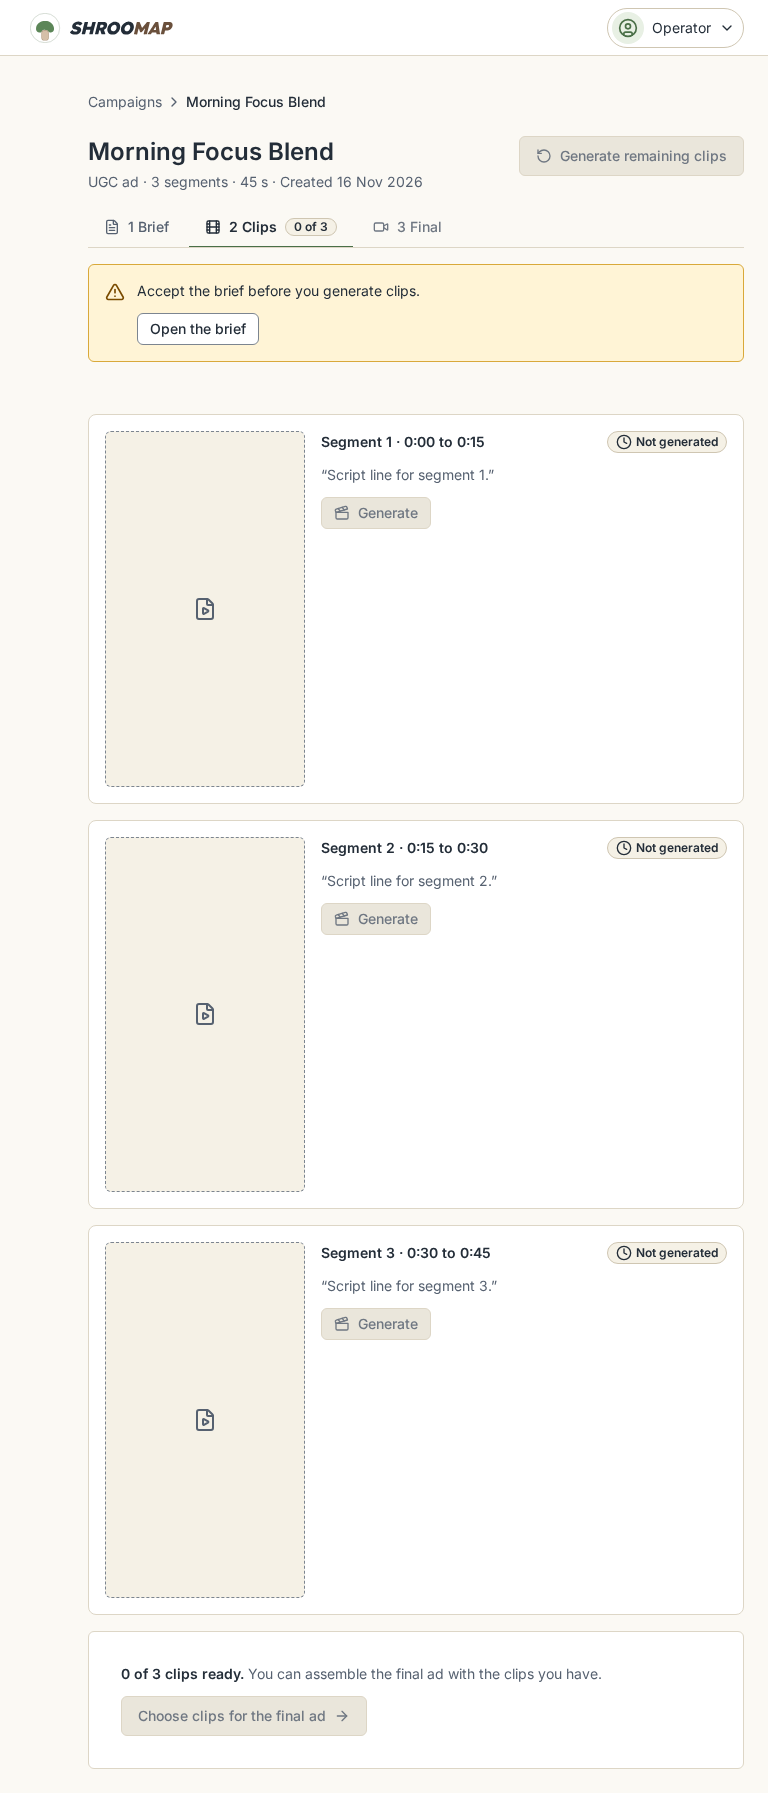 SHROOMAP
Operator
Campaigns
Morning Focus Blend
Morning Focus Blend
Generate remaining clips
UGC ad · 3 segments · 45 s · Created 16 Nov 2026
1 Brief
2 Clips
0 of 3
3 Final
Accept the brief before you generate clips.
Open the brief
Segment 1 · 0:00 to 0:15
Not generated
“Script line for segment 1.”
Generate
Segment 2 · 0:15 to 0:30
Not generated
“Script line for segment 2.”
Generate
Segment 3 · 0:30 to 0:45
Not generated
“Script line for segment 3.”
Generate
0 of 3 clips ready. You can assemble the final ad with the clips you have.
Choose clips for the final ad